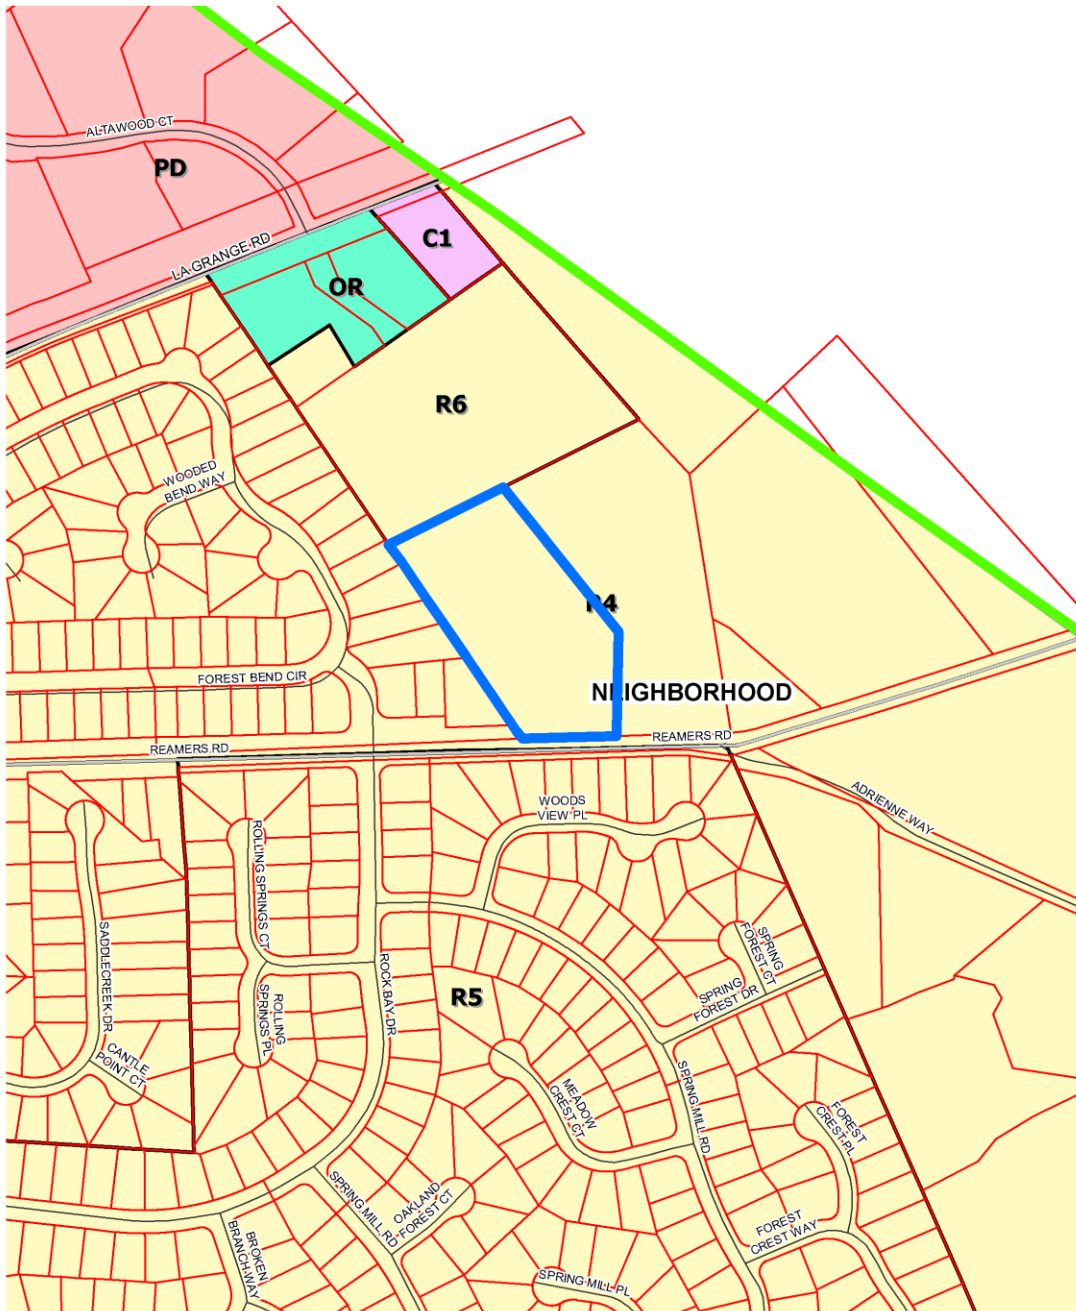 ALTAWOOD CT
PD
LA GRANGE RD
C1
OR
R6
WOODED
BEND WAY
R4
FOREST BEND CIR
NEIGHBORHOOD
REAMERS RD
REAMERS RD
ADRIENNE WAY
WOODS
VIEW PL
ROLLING SPRINGS CT
SADDLECREEK DR
SPRING
FOREST CT
SPRING
FOREST DR
ROCK BAY DR
R5
ROLLING
SPRINGS PL
CANTLE
POINT CT
MEADOW
CREST CT
SPRING MILL RD
FOREST
CREST PL
SPRING MILL RD
OAKLAND
FOREST CT
FOREST
CREST WAY
BROKEN
BRANCH WAY
SPRING MILL PL